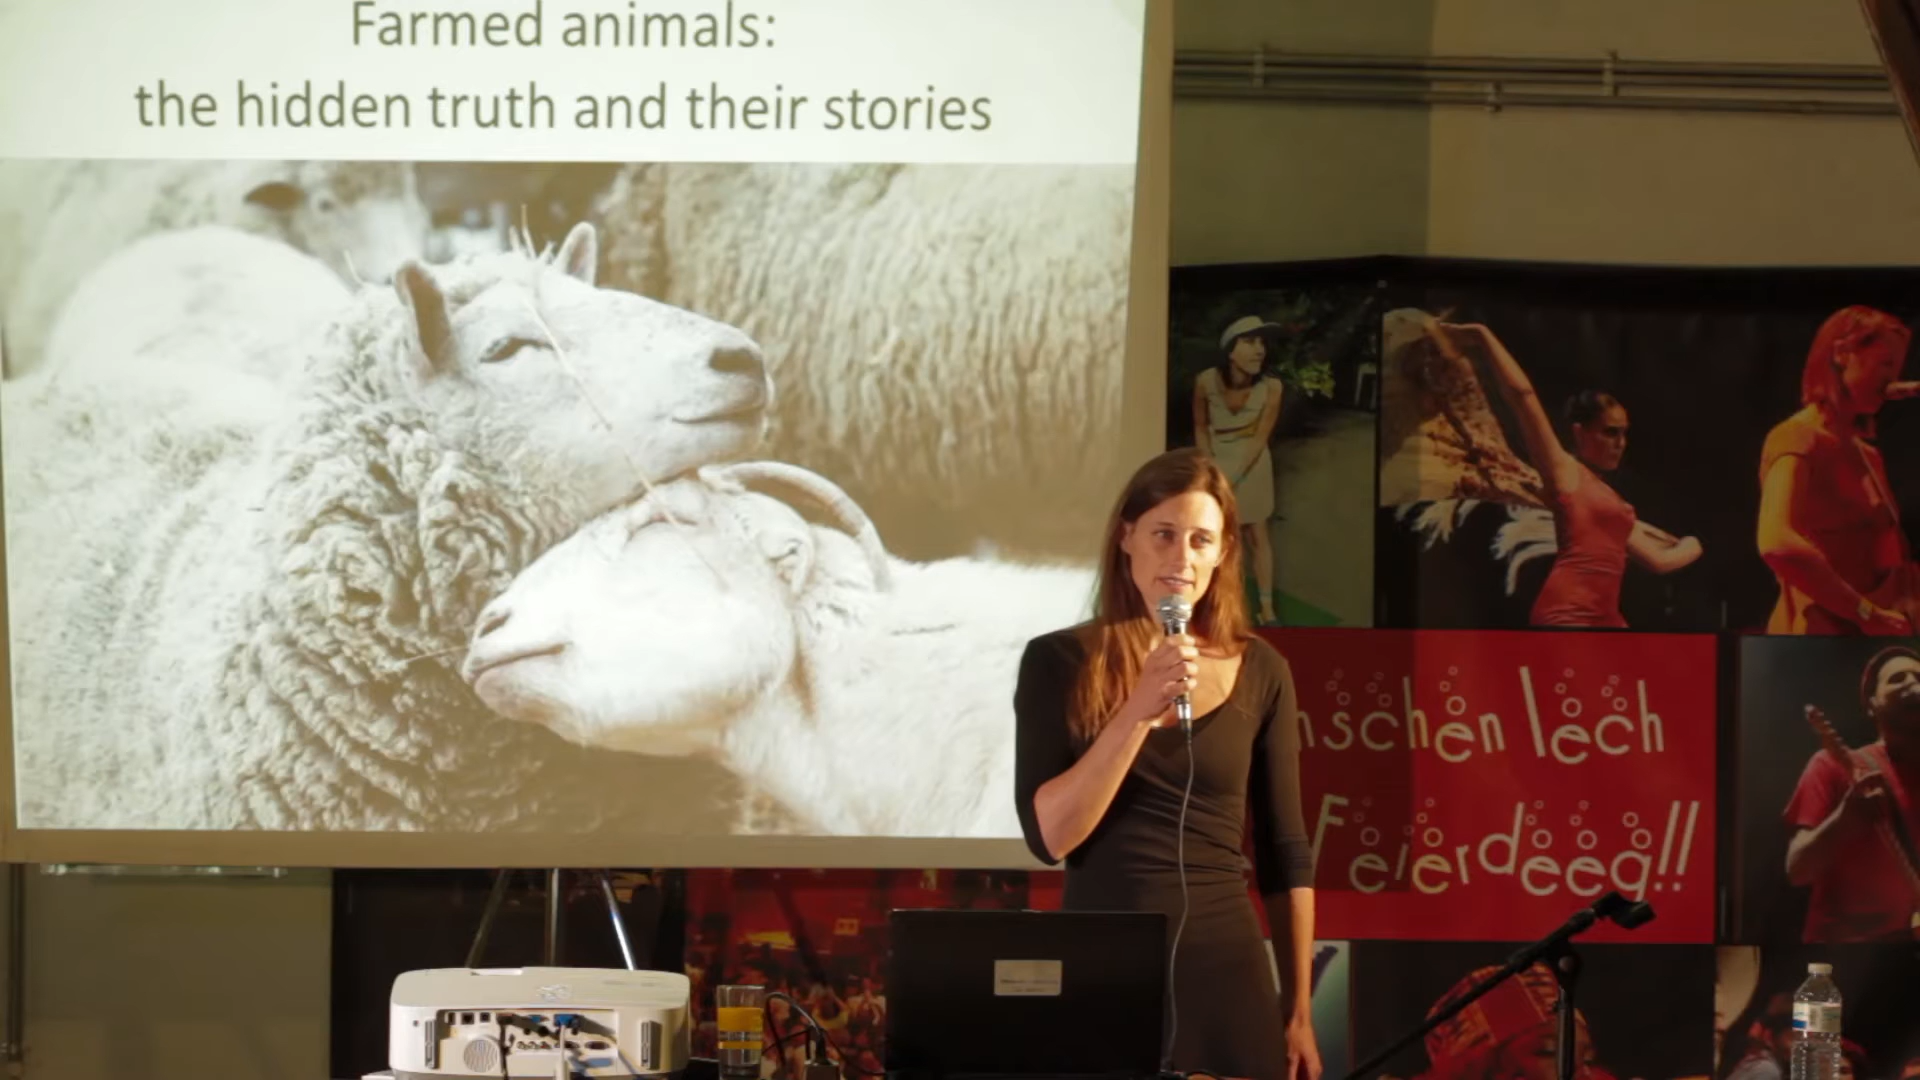 Farmed animals:
the hidden truth and their stories
nschen lech
Feierdeeg!!